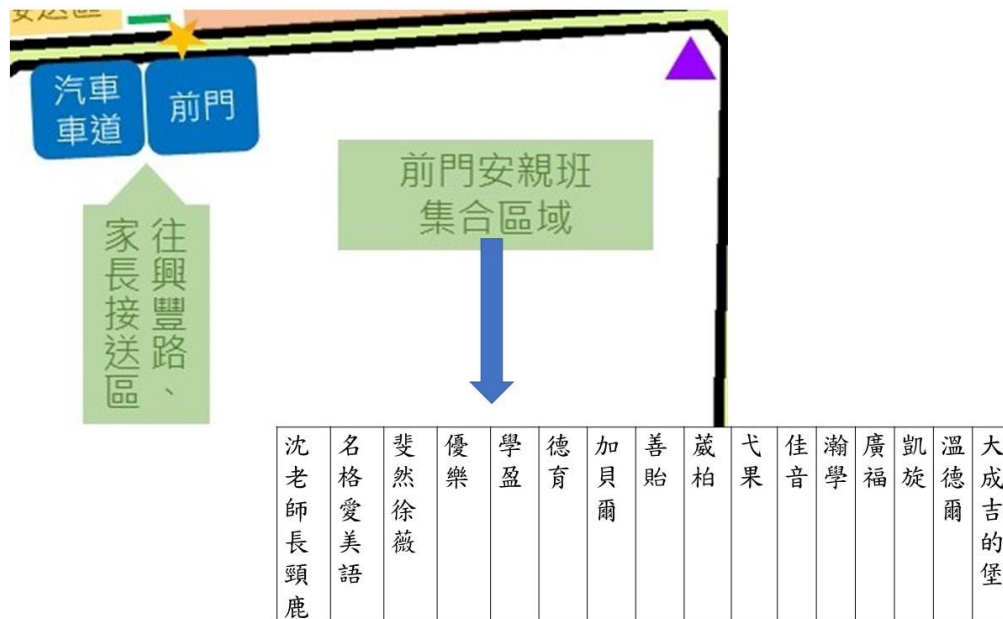 接送區
汽車
車道
前門
前門安親班
集合區域
往興豐路、
家長接送區
沈老師長頸鹿
名格愛美語
斐然徐薇
優樂
學盈
德育
加貝爾
善貽
葳柏
弋果
佳音
瀚學
廣福
凱旋
溫德爾
大成吉的堡